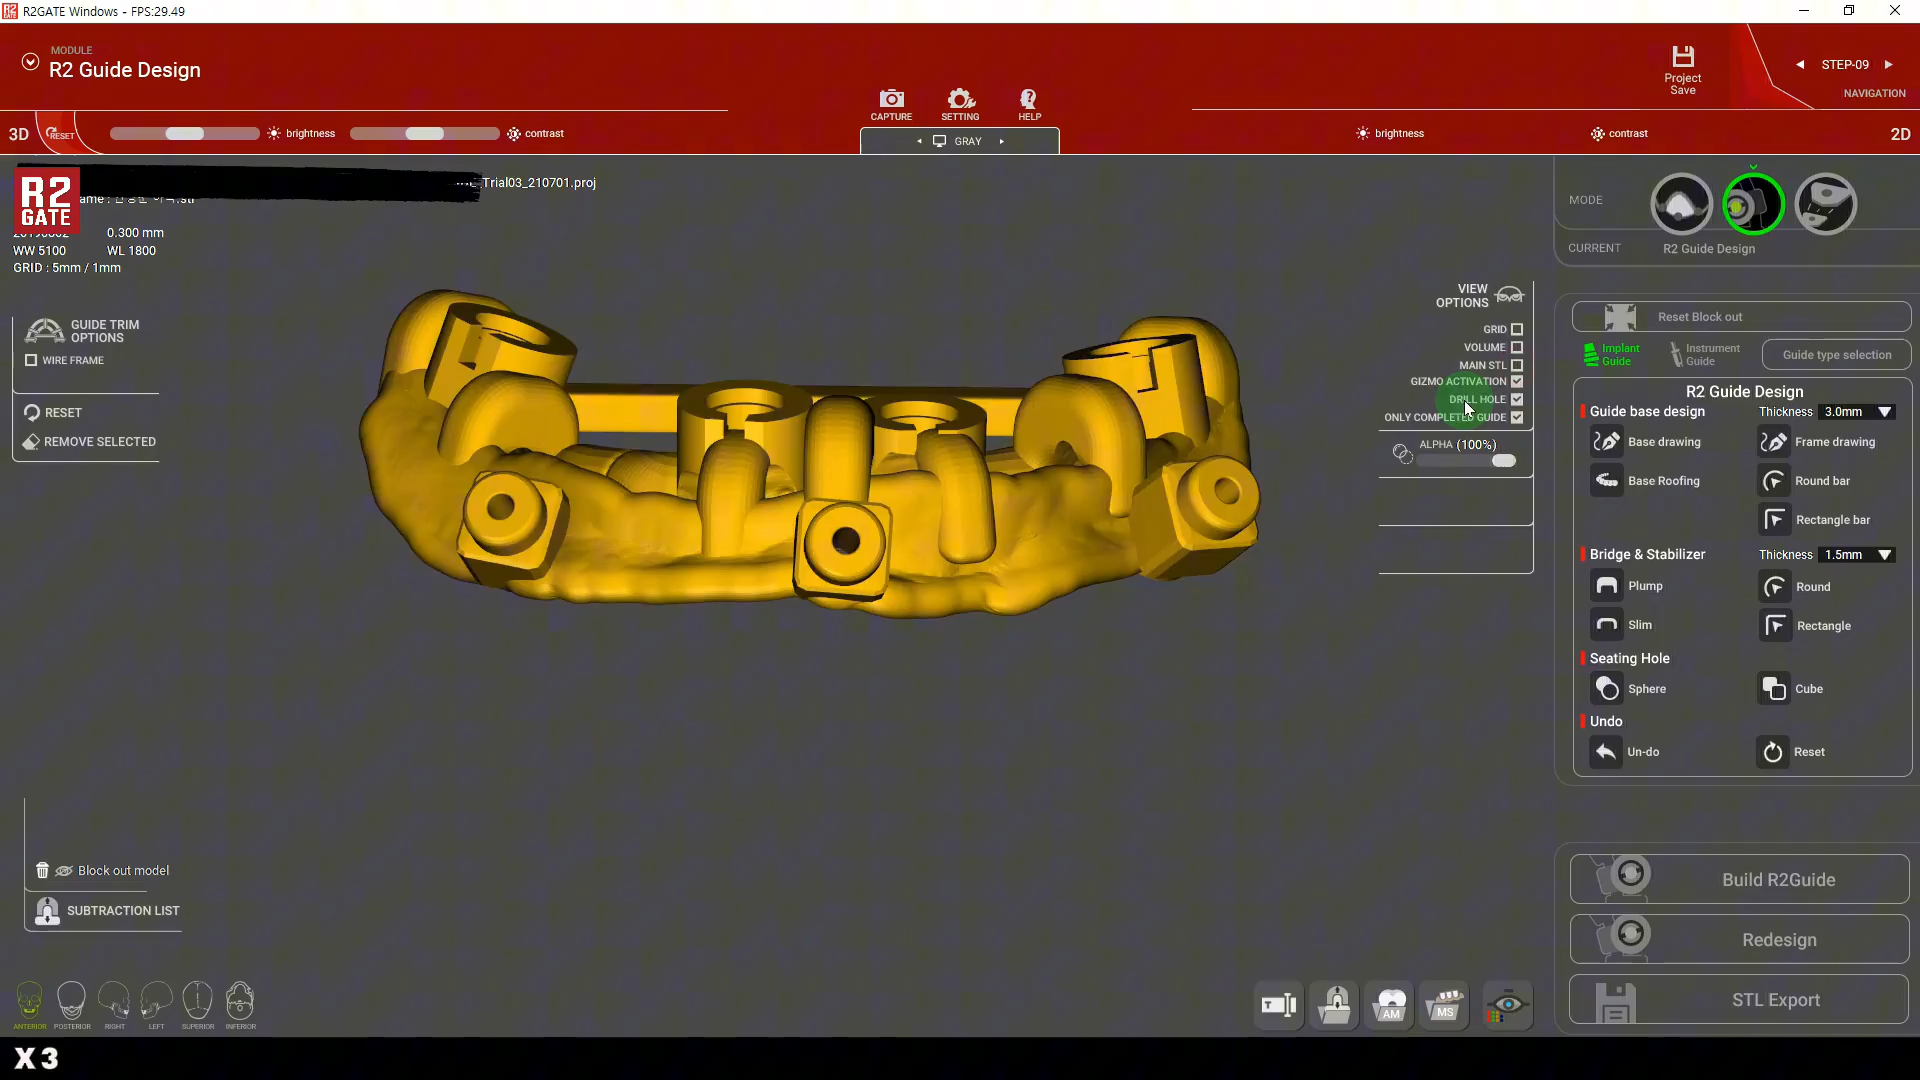 R2 GATE
R2GATE Windows - FPS:29.49
MODULE
R2 Guide Design
CAPTURE
SETTING
HELP
Project
Save
STEP-09
NAVIGATION
3D
RESET
brightness
contrast
GRAY
brightness
contrast
2D
R2
GATE
Trial03_210701.proj
0.300 mm
WW 5100
WL 1800
GRID : 5mm / 1mm
GUIDE TRIM
OPTIONS
WIRE FRAME
RESET
REMOVE SELECTED
VIEW
OPTIONS
GRID
VOLUME
MAIN STL
GIZMO ACTIVATION
DRILL HOLE
ONLY COMPLETED GUIDE
ALPHA (100%)
MODE
CURRENT
R2 Guide Design
Reset Block out
Implant
Guide
Instrument
Guide
Guide type selection
R2 Guide Design
Guide base design
Thickness
3.0mm
Base drawing
Frame drawing
Base Roofing
Round bar
Rectangle bar
Bridge & Stabilizer
Thickness
1.5mm
Plump
Round
Slim
Rectangle
Seating Hole
Sphere
Cube
Undo
Un-do
Reset
Build R2Guide
Redesign
STL Export
Block out model
SUBTRACTION LIST
ANTERIOR
POSTERIOR
RIGHT
LEFT
SUPERIOR
INFERIOR
T
AM
MS
X 3